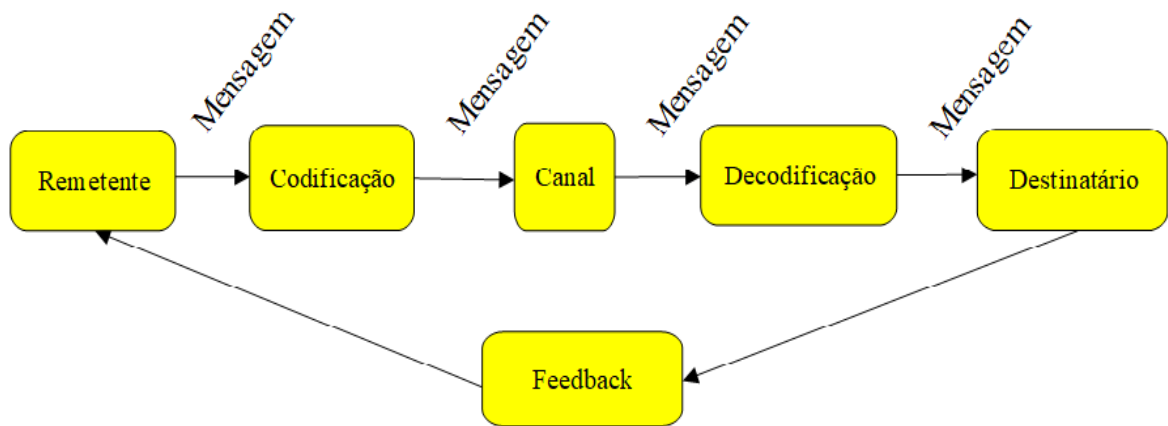 Mensagem
Mensagem
Mensagem
Mensagem
Remetente
Codificação
Canal
Decodificação
Destinatário
Feedback